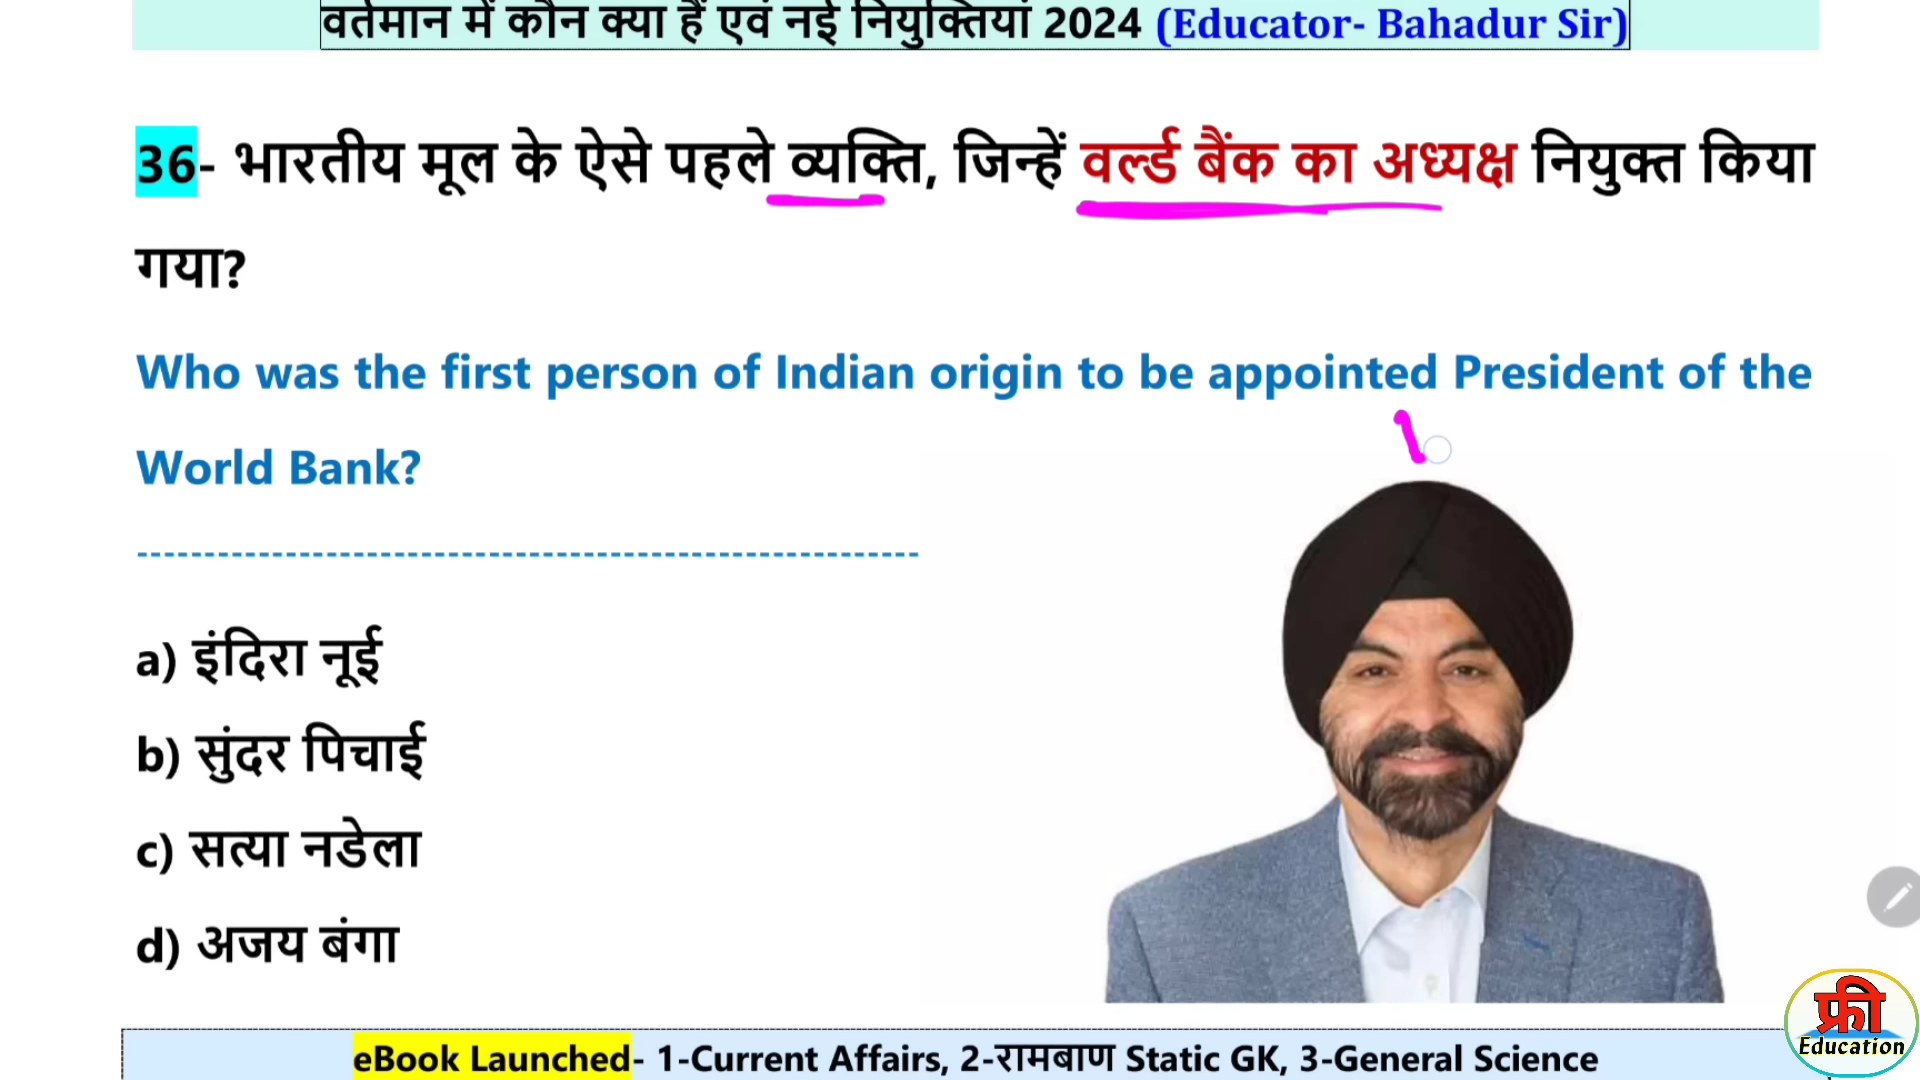 वर्तमान में कौन क्या हैं एवं नई नियुक्तियां 2024 (Educator- Bahadur Sir)
36- भारतीय मूल के ऐसे पहले व्यक्ति, जिन्हें वर्ल्ड बैंक का अध्यक्ष नियुक्त किया
गया?
Who was the first person of Indian origin to be appointed President of the
World Bank?
a) इंदिरा नूई
b) सुंदर पिचाई
c) सत्या नडेला
d) अजय बंगा
eBook Launched- 1-Current Affairs, 2-रामबाण Static GK, 3-General Science
फ्री
Education